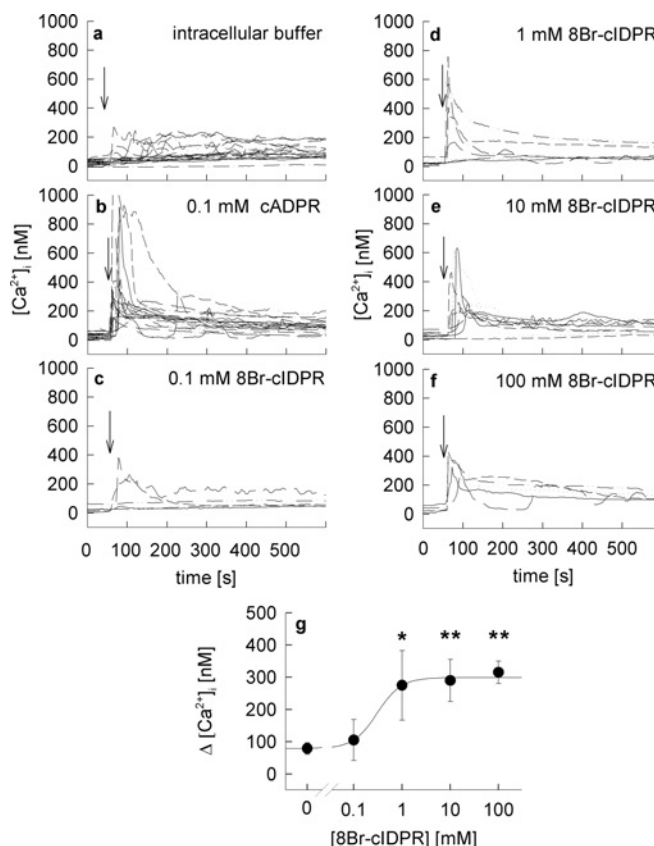 a intracellular buffer
1000
800
600
400
200
0
b 0.1 mM cADPR
1000
800
600
400
200
0
[Ca²⁺]ᵢ [nM]
c 0.1 mM 8Br-cIDPR
1000
800
600
400
200
0
0 100 200 300 400 500
time [s]
d 1 mM 8Br-cIDPR
1000
800
600
400
200
0
e 10 mM 8Br-cIDPR
1000
800
600
400
200
0
[Ca²⁺]ᵢ [nM]
f 100 mM 8Br-cIDPR
1000
800
600
400
200
0
0 100 200 300 400 500
time [s]
g
* ** **
500
400
300
200
100
0
Δ [Ca²⁺]ᵢ [nM]
0 0.1 1 10 100
[8Br-cIDPR] [mM]